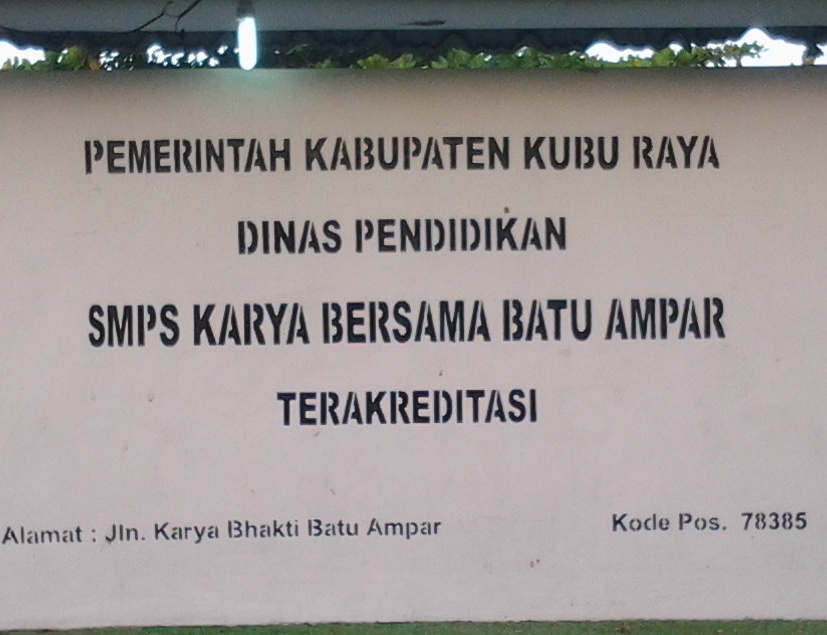 PEMERINTAH KABUPATEN KUBU RAYA
DINAS PENDIDIKAN
SMPS KARYA BERSAMA BATU AMPAR
TERAKREDITASI
Alamat : Jln. Karya Bhakti Batu Ampar Kode Pos. 78385